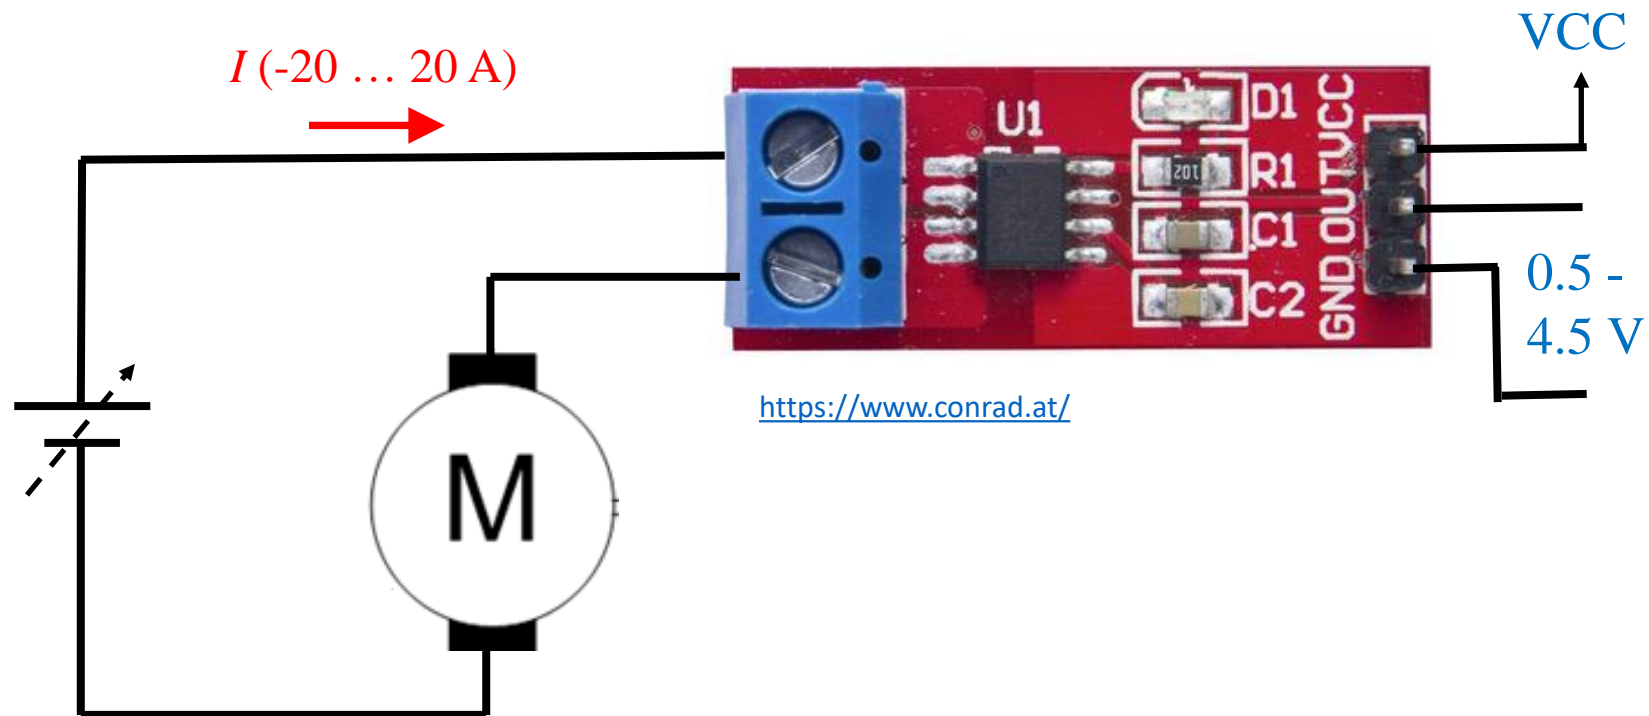 VCC
I (-20 … 20 A)
U1
D1
R1
102
C1
C2
GND OUT VCC
0.5 -
4.5 V
https://www.conrad.at/
M